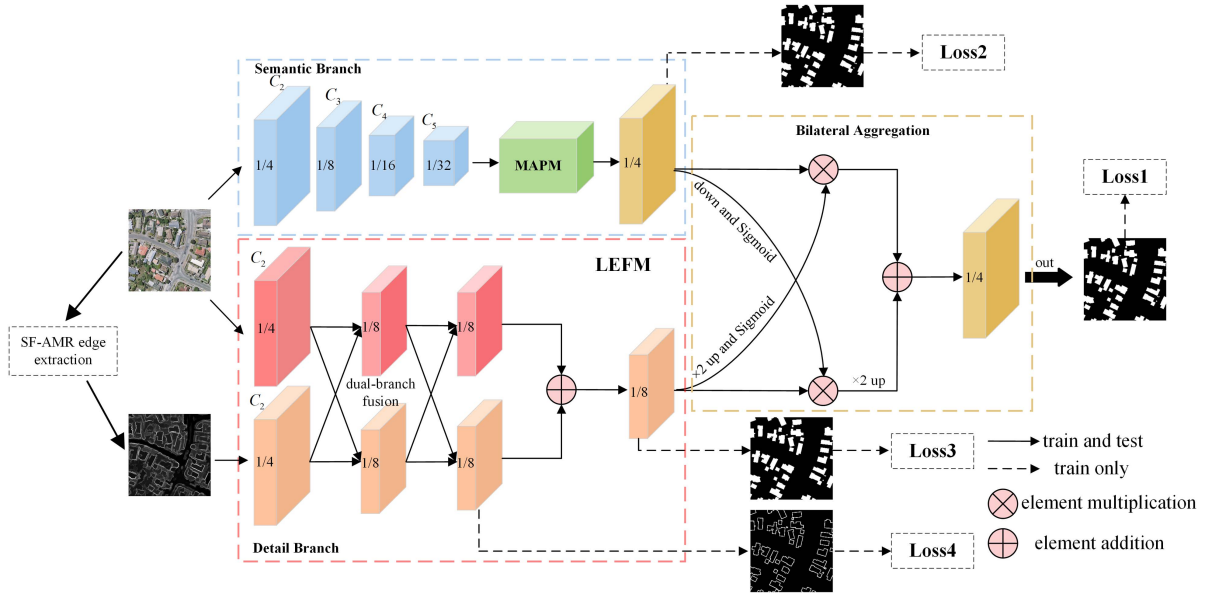 Loss2
Semantic Branch
C2
C3
C4
C5
1/4
1/8
1/16
1/32
MAPM
1/4
Bilateral Aggregation
down and Sigmoid
×2 up and Sigmoid
×2 up
1/4
out
Loss1
SF-AMR edge
extraction
LEFM
C2
1/4
1/8
1/8
dual-branch
fusion
C2
1/4
1/8
1/8
1/8
Detail Branch
Loss3
Loss4
train and test
train only
element multiplication
element addition